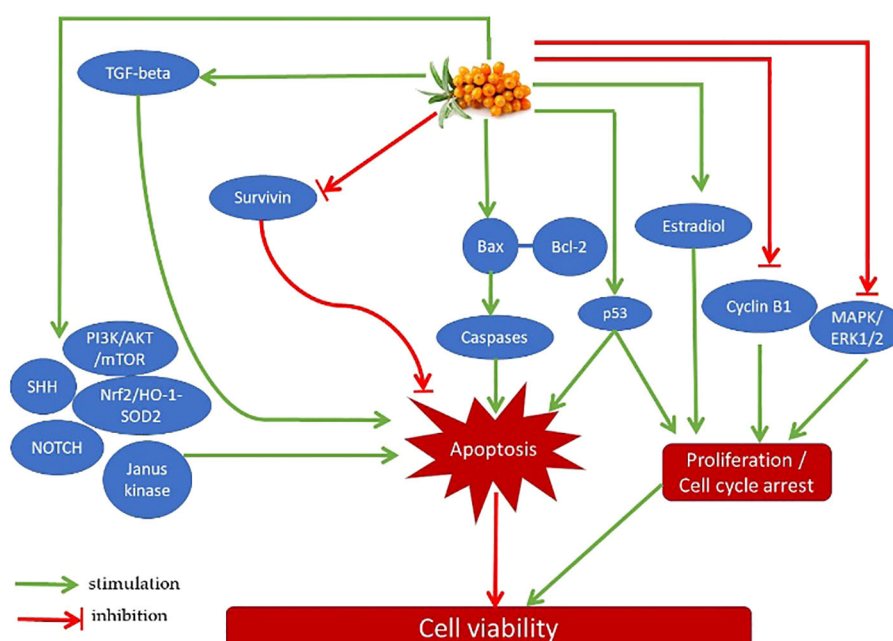 TGF-beta
Survivin
Estradiol
Bax
Bcl-2
Cyclin B1
p53
MAPK/
ERK1/2
PI3K/AKT
/mTOR
Caspases
SHH
Nrf2/HO-1-
SOD2
NOTCH
Janus
kinase
Apoptosis
Proliferation /
Cell cycle arrest
stimulation
inhibition
Cell viability